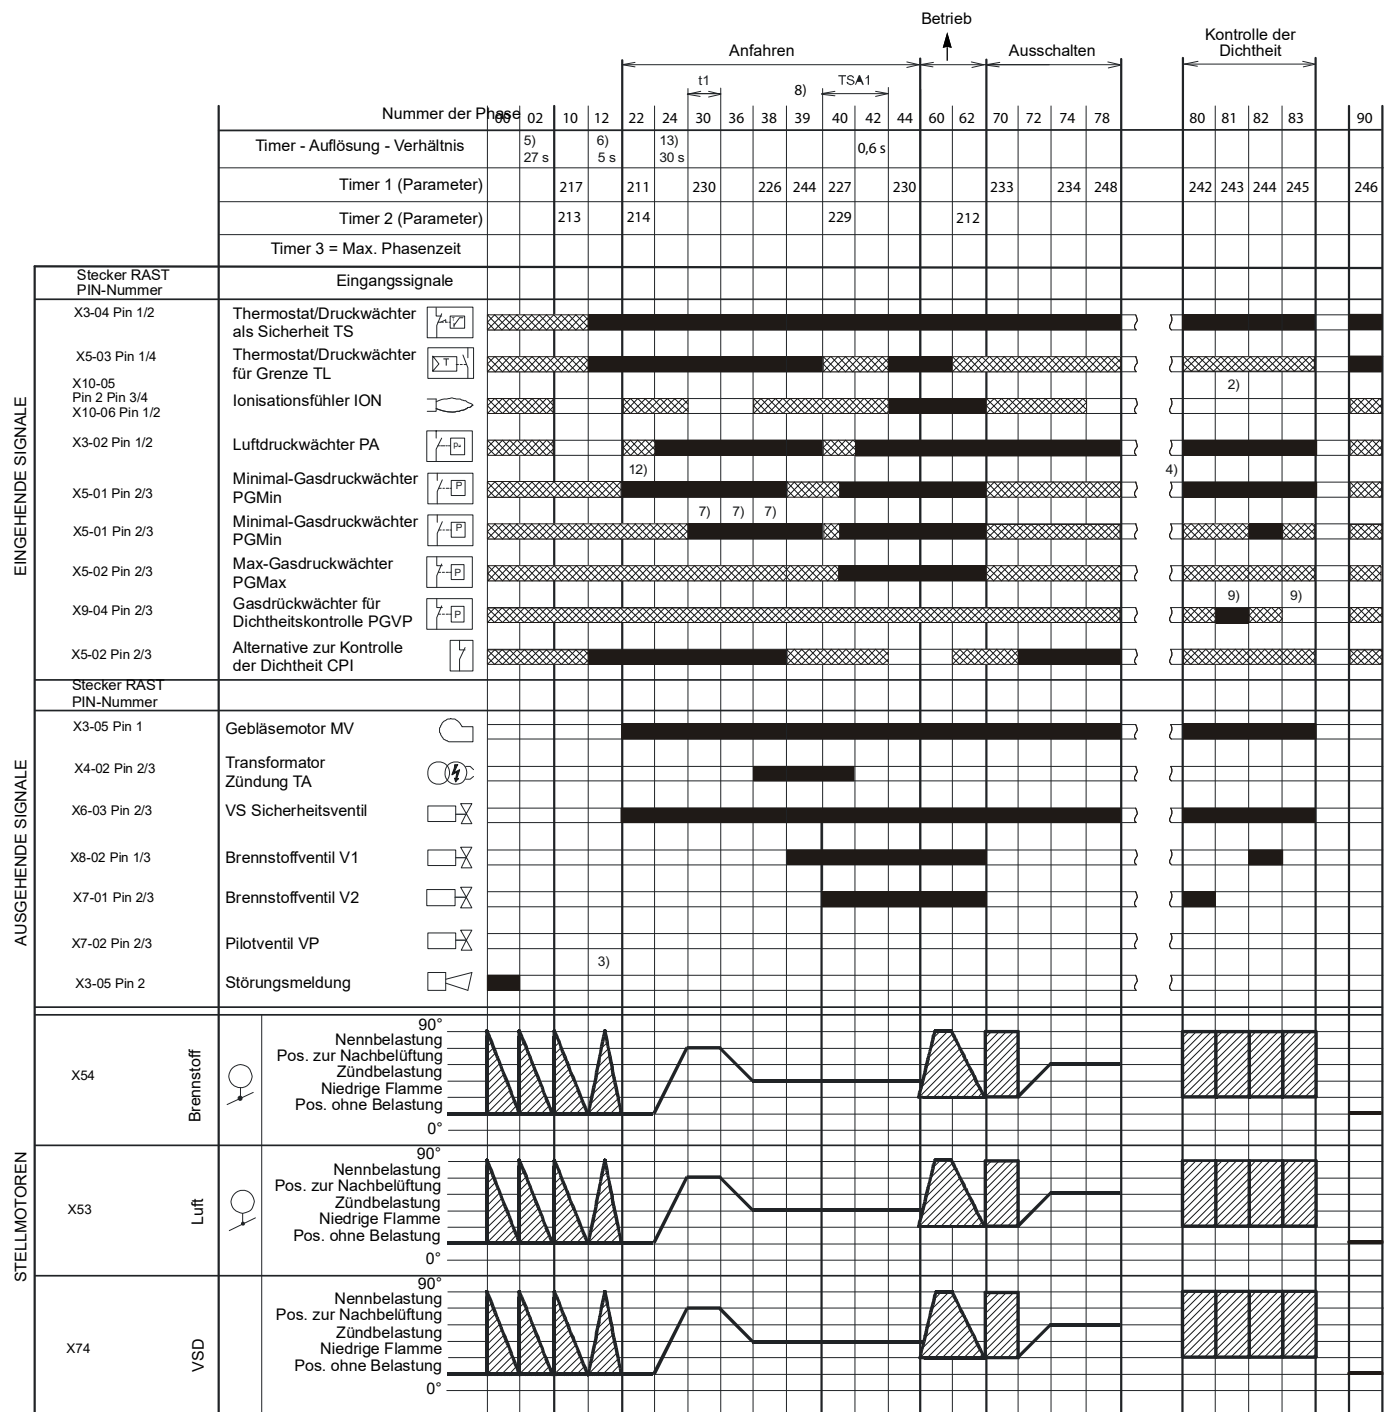 Betrieb
Anfahren
Ausschalten
Kontrolle der
Dichtheit
t1
8)
TSA1
Nummer der Phase 00 02 10 12 22 24 30 36 38 39 40 42 44 60 62 70 72 74 78 80 81 82 83 90
Timer - Auflösung - Verhältnis
5)
27 s
6)
5 s
13)
30 s
0,6 s
Timer 1 (Parameter) 217 211 230 226 244 227 230 233 234 248 242 243 244 245 246
Timer 2 (Parameter) 213 214 229 212
Timer 3 = Max. Phasenzeit
Stecker RAST
PIN-Nummer
Eingangssignale
EINGEHENDE SIGNALE
X3-04 Pin 1/2
Thermostat/Druckwächter
als Sicherheit TS
X5-03 Pin 1/4
Thermostat/Druckwächter
für Grenze TL
2)
X10-05
Pin 2 Pin 3/4
X10-06 Pin 1/2
Ionisationsfühler ION
X3-02 Pin 1/2
Luftdruckwächter PA
12)
4)
X5-01 Pin 2/3
Minimal-Gasdruckwächter
PGMin
P
7) 7) 7)
X5-01 Pin 2/3
Minimal-Gasdruckwächter
PGMin
P
X5-02 Pin 2/3
Max-Gasdruckwächter
PGMax
P
9) 9)
X9-04 Pin 2/3
Gasdrückwächter für
Dichtheitskontrolle PGVP
P
X5-02 Pin 2/3
Alternative zur Kontrolle
der Dichtheit CPI
Stecker RAST
PIN-Nummer
AUSGEHENDE SIGNALE
X3-05 Pin 1
Gebläsemotor MV
X4-02 Pin 2/3
Transformator
Zündung TA
X6-03 Pin 2/3
VS Sicherheitsventil
X8-02 Pin 1/3
Brennstoffventil V1
X7-01 Pin 2/3
Brennstoffventil V2
X7-02 Pin 2/3
Pilotventil VP
3)
X3-05 Pin 2
Störungsmeldung
STELLMOTOREN
X54
Brennstoff
90°
Nennbelastung
Pos. zur Nachbelüftung
Zündbelastung
Niedrige Flamme
Pos. ohne Belastung
0°
X53
Luft
90°
Nennbelastung
Pos. zur Nachbelüftung
Zündbelastung
Niedrige Flamme
Pos. ohne Belastung
0°
X74
VSD
90°
Nennbelastung
Pos. zur Nachbelüftung
Zündbelastung
Niedrige Flamme
Pos. ohne Belastung
0°